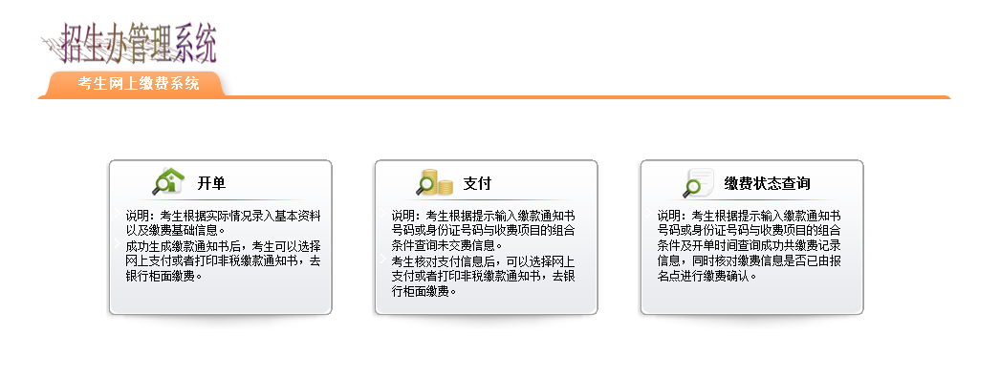 招生办管理系统
考生网上缴费系统
开单
说明：考生根据实际情况录入基本资料
以及缴费基础信息。
成功生成缴款通知书后，考生可以选择
网上支付或者打印非税缴款通知书，去
银行柜面缴费。
支付
说明：考生根据提示输入缴款通知书
号码或身份证号码与收费项目的组合
条件查询未交费信息。
考生核对支付信息后，可以选择网上
支付或者打印非税缴款通知书，去银
行柜面缴费。
缴费状态查询
说明：考生根据提示输入缴款通知书
号码或身份证号码与收费项目的组合
条件及开单时间查询成功共缴费记录
信息，同时核对缴费信息是否已由报
名点进行缴费确认。